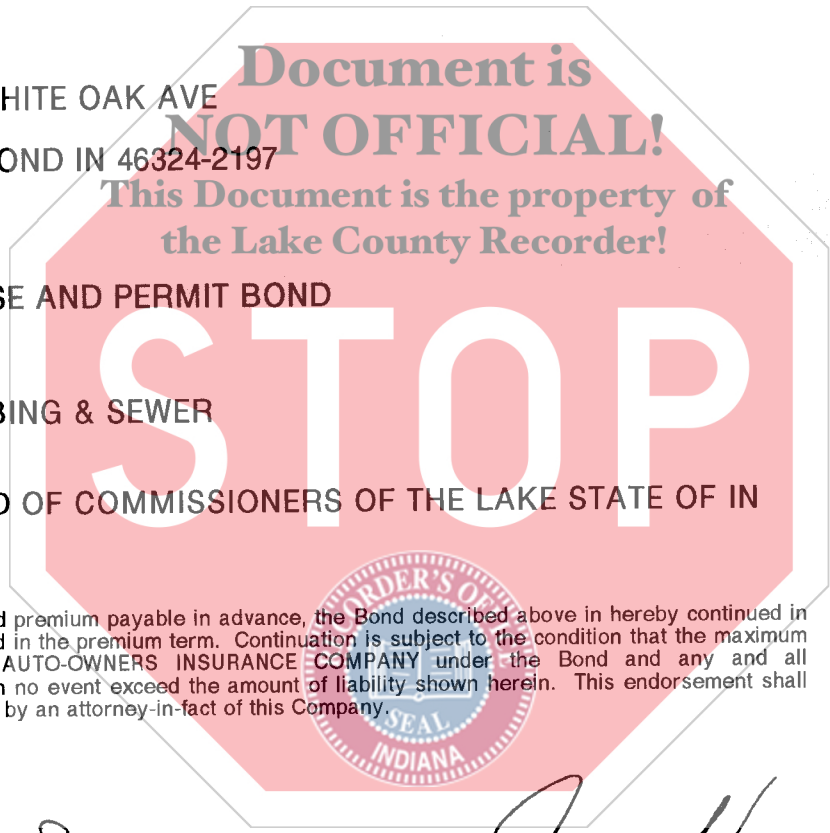 Document is
HITE OAK AVE
NOT OFFICIAL!
OND IN 46324-2197
This Document is the property of
the Lake County Recorder!
SE AND PERMIT BOND
STOP
BING & SEWER
D OF COMMISSIONERS OF THE LAKE STATE OF IN
RECORDER'S OFFICE
d premium payable in advance, the Bond described above in hereby continued in
d in the premium term. Continuation is subject to the condition that the maximum
AUTO-OWNERS INSURANCE COMPANY under the Bond and any and all
n no event exceed the amount of liability shown herein. This endorsement shall
by an attorney-in-fact of this Company.
SEAL
INDIANA